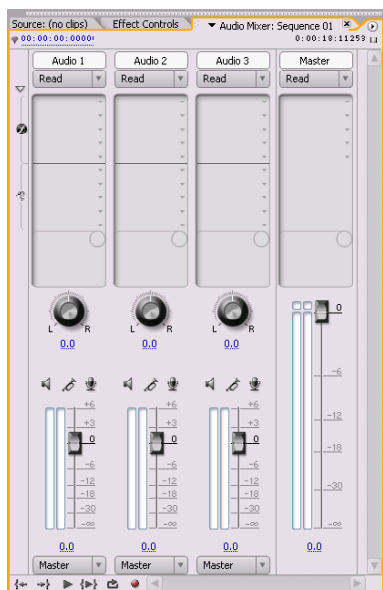 Source: (no clips) Effect Controls ▼ Audio Mixer: Sequence 01 ×
00:00:00:0000 0:00:18:11259
Audio 1 Audio 2 Audio 3 Master
Read Read Read Read
L R L R L R 0
0.0 0.0 0.0
-6
+6 +6 +6
+3 +3 +3 -12
0 0 0
-18
-6 -6 -6
-12 -12 -12
-18 -18 -18 -30
-30 -30 -30
-∞ -∞ -∞ -∞
0.0 0.0 0.0 0.0
Master Master Master